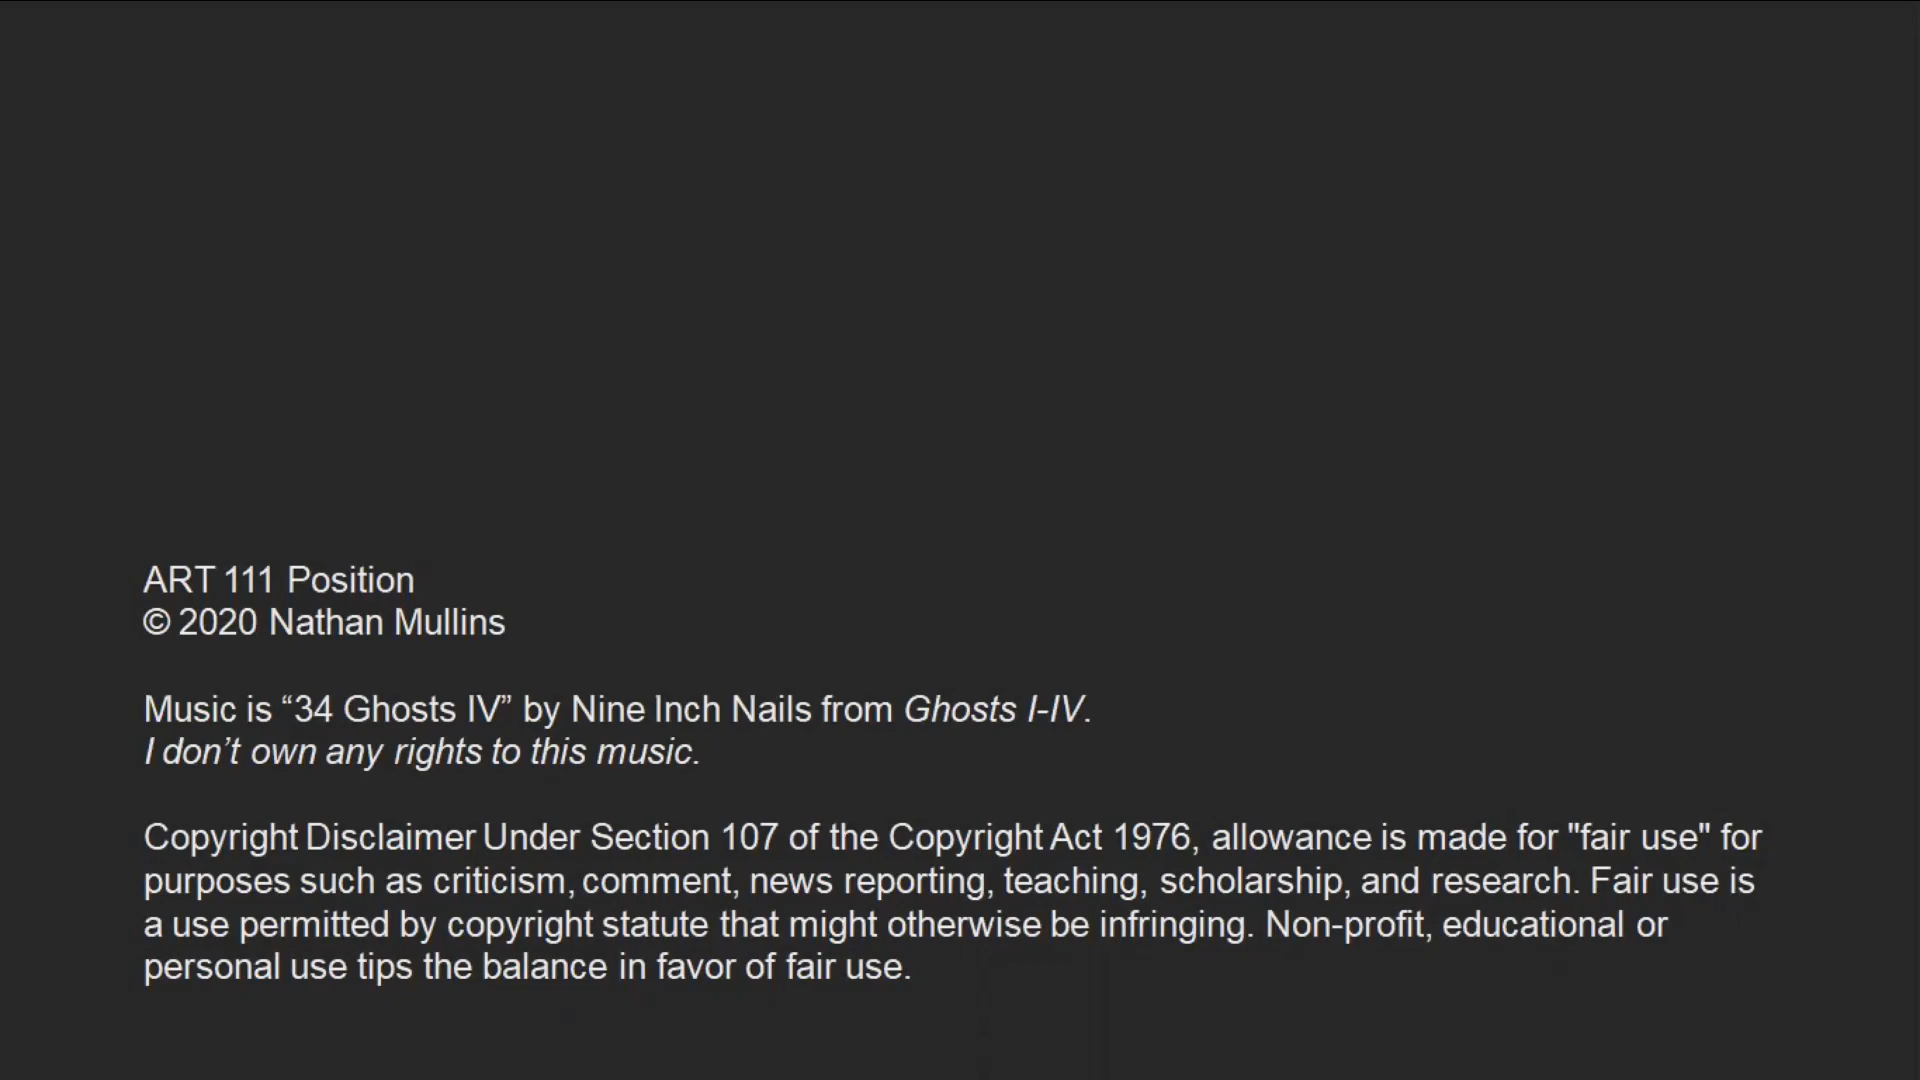 ART 111 Position
© 2020 Nathan Mullins
Music is “34 Ghosts IV” by Nine Inch Nails from Ghosts I-IV.
I don’t own any rights to this music.
Copyright Disclaimer Under Section 107 of the Copyright Act 1976, allowance is made for "fair use" for
purposes such as criticism, comment, news reporting, teaching, scholarship, and research. Fair use is
a use permitted by copyright statute that might otherwise be infringing. Non-profit, educational or
personal use tips the balance in favor of fair use.